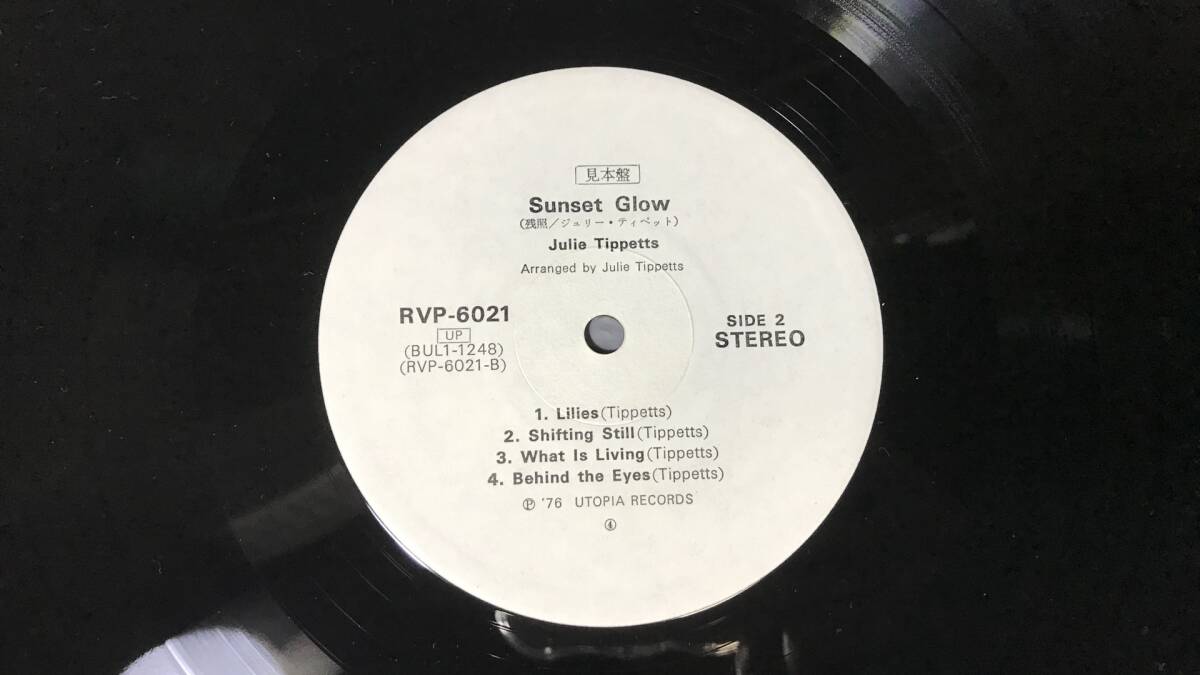 見本盤
Sunset Glow
(残照/ジュリー・ティペット)
Julie Tippetts
Arranged by Julie Tippetts
RVP-6021
UP
(BUL1-1248)
(RVP-6021-B)
SIDE 2
STEREO
1. Lilies(Tippetts)
2. Shifting Still(Tippetts)
3. What Is Living(Tippetts)
4. Behind the Eyes(Tippetts)
Ⓟ '76 UTOPIA RECORDS
④